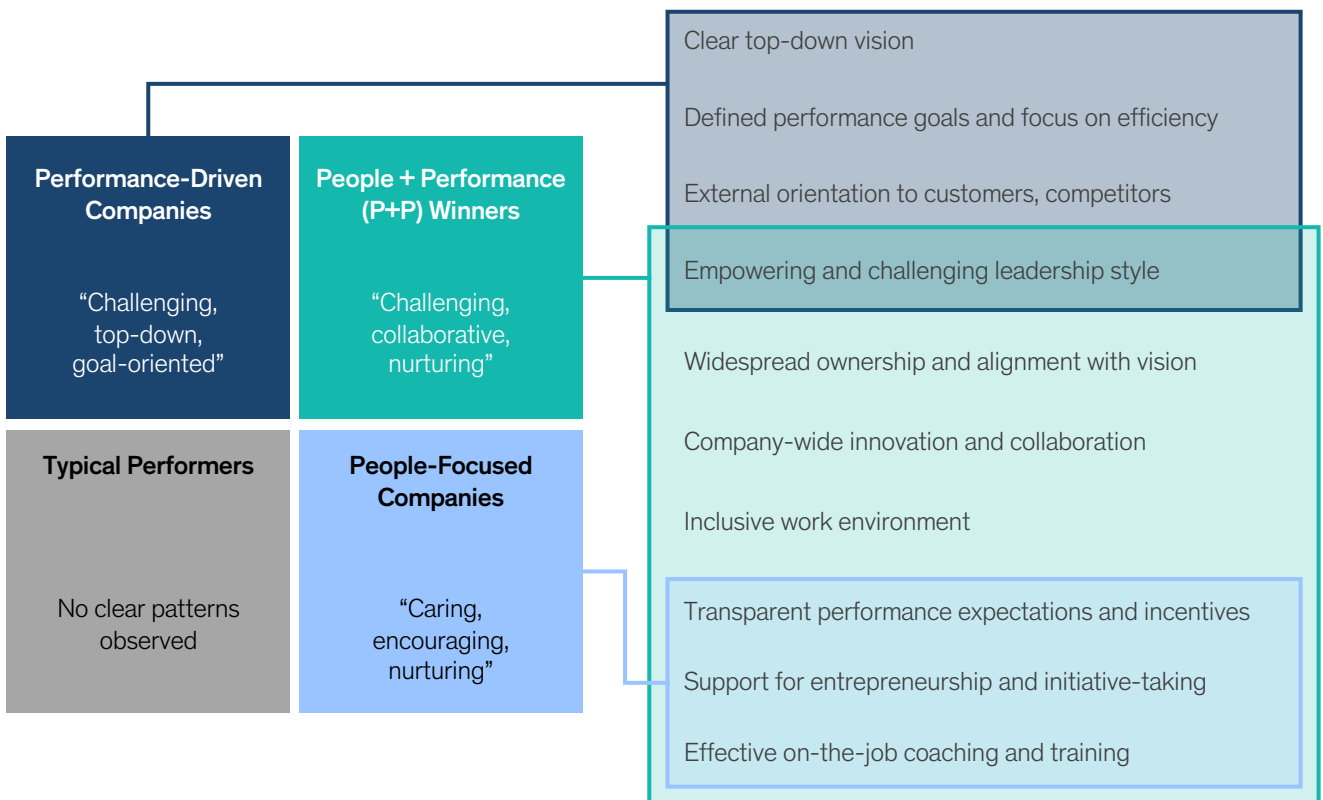 Performance-Driven
Companies
“Challenging,
top-down,
goal-oriented”
People + Performance
(P+P) Winners
“Challenging,
collaborative,
nurturing”
Typical Performers
No clear patterns
observed
People-Focused
Companies
“Caring,
encouraging,
nurturing”
Clear top-down vision
Defined performance goals and focus on efficiency
External orientation to customers, competitors
Empowering and challenging leadership style
Widespread ownership and alignment with vision
Company-wide innovation and collaboration
Inclusive work environment
Transparent performance expectations and incentives
Support for entrepreneurship and initiative-taking
Effective on-the-job coaching and training